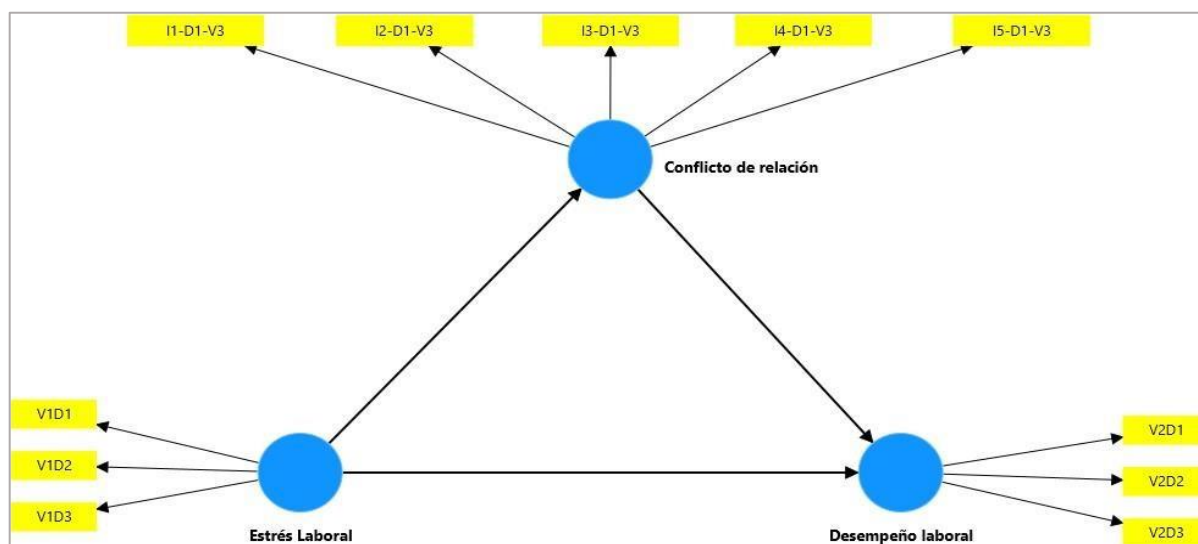 I1-D1-V3
I2-D1-V3
I3-D1-V3
I4-D1-V3
I5-D1-V3
Conflicto de relación
V1D1
V1D2
V1D3
V2D1
V2D2
V2D3
Estrés Laboral
Desempeño laboral